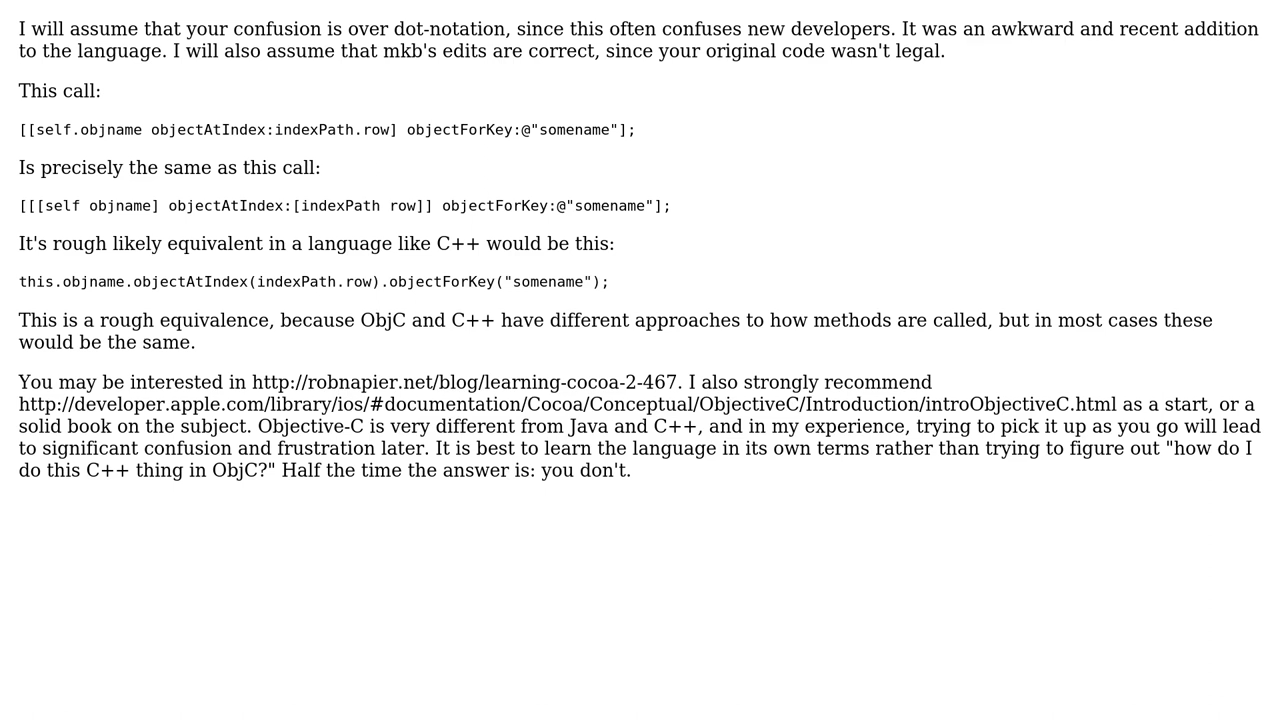 I will assume that your confusion is over dot-notation, since this often confuses new developers. It was an awkward and recent addition
to the language. I will also assume that mkb's edits are correct, since your original code wasn't legal.
This call:
[[self.objname objectAtIndex:indexPath.row] objectForKey:@"somename"];
Is precisely the same as this call:
[[[self objname] objectAtIndex:[indexPath row]] objectForKey:@"somename"];
It's rough likely equivalent in a language like C++ would be this:
this.objname.objectAtIndex(indexPath.row).objectForKey("somename");
This is a rough equivalence, because ObjC and C++ have different approaches to how methods are called, but in most cases these
would be the same.
You may be interested in http://robnapier.net/blog/learning-cocoa-2-467. I also strongly recommend
http://developer.apple.com/library/ios/#documentation/Cocoa/Conceptual/ObjectiveC/Introduction/introObjectiveC.html as a start, or a
solid book on the subject. Objective-C is very different from Java and C++, and in my experience, trying to pick it up as you go will lead
to significant confusion and frustration later. It is best to learn the language in its own terms rather than trying to figure out "how do I
do this C++ thing in ObjC?" Half the time the answer is: you don't.